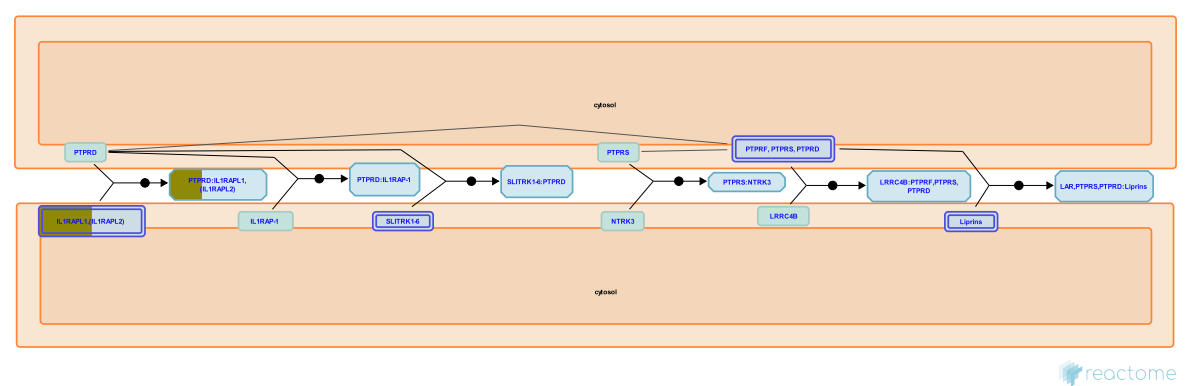 cytosol
PTPRD
PTPRS
PTPRF, PTPRS, PTPRD
PTPRD:IL1RAPL1,
(IL1RAPL2)
PTPRD:IL1RAP-1
SLITRK1-6:PTPRD
PTPRS:NTRK3
LRRC4B:PTPRF,PTPRS,
PTPRD
LAR,PTPRS,PTPRD:Liprins
IL1RAPL1,(IL1RAPL2)
IL1RAP-1
SLITRK1-6
NTRK3
LRRC4B
Liprins
cytosol
reactome